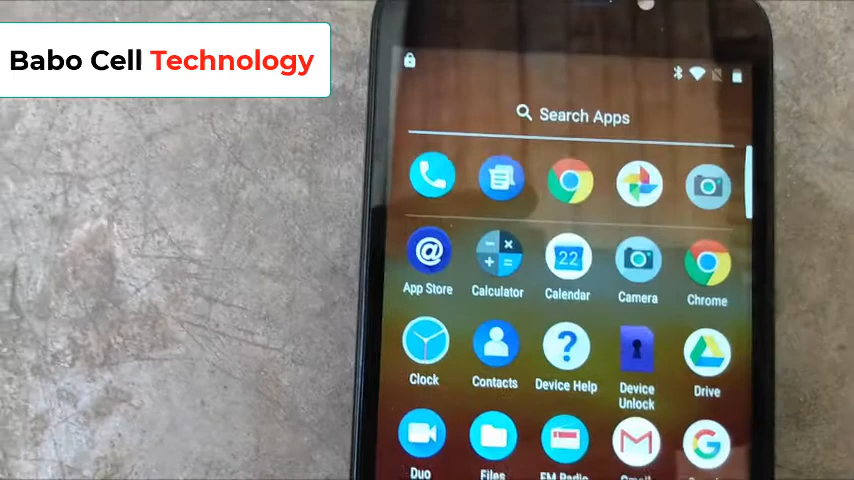 Babo Cell Technology
Search Apps
App Store Calculator Calendar Camera Chrome
Clock Contacts Device Help Device Unlock Drive
Duo Files FM Radio Gmail